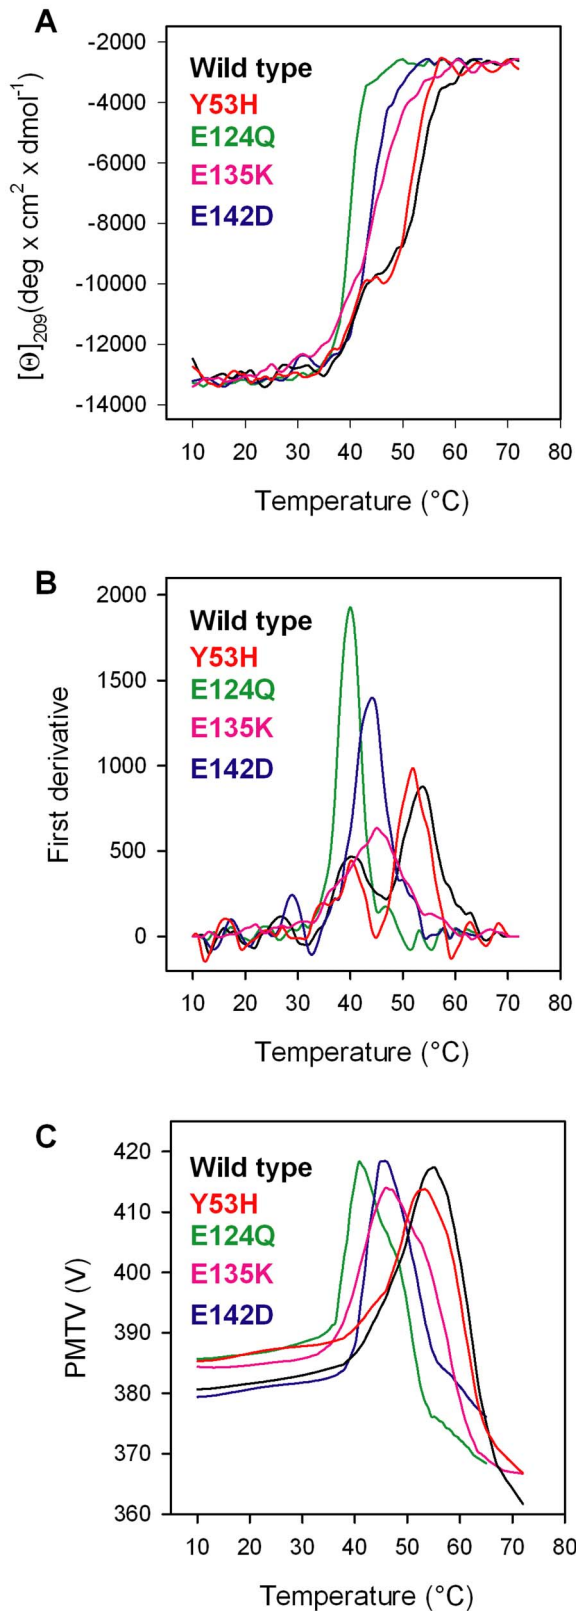 A
[Θ]209(deg x cm² x dmol⁻¹)
-2000
-4000
-6000
-8000
-10000
-12000
-14000
Wild type
Y53H
E124Q
E135K
E142D
10 20 30 40 50 60 70 80
Temperature (°C)
B
First derivative
2000
1500
1000
500
0
Wild type
Y53H
E124Q
E135K
E142D
10 20 30 40 50 60 70 80
Temperature (°C)
C
PMTV (V)
420
410
400
390
380
370
360
Wild type
Y53H
E124Q
E135K
E142D
10 20 30 40 50 60 70 80
Temperature (°C)